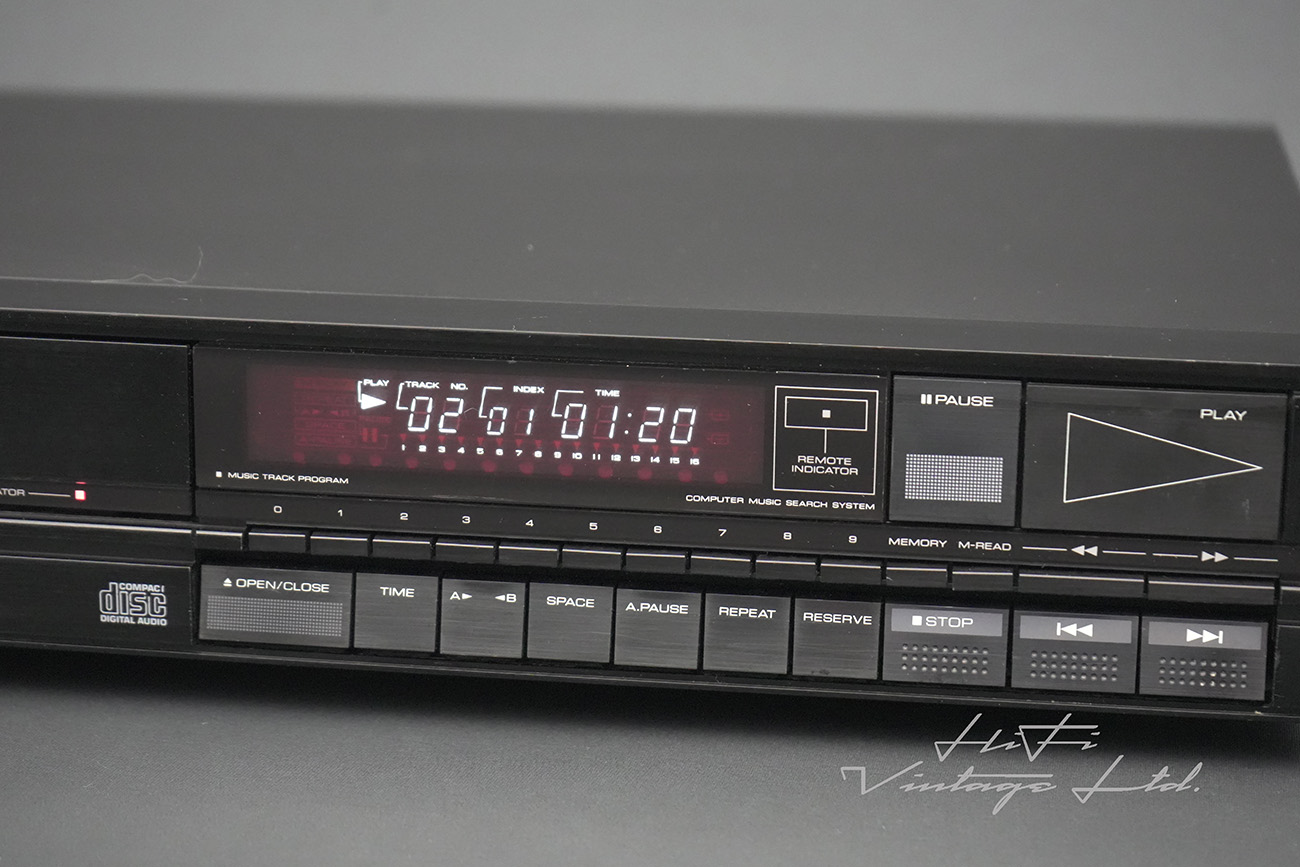 PLAY TRACK NO. INDEX TIME
02 01 01:20
1 2 3 4 5 6 7 8 9 10 11 12 13 14 15
MUSIC TRACK PROGRAM
REMOTE
INDICATOR
COMPUTER MUSIC SEARCH SYSTEM
PAUSE
PLAY
0 1 2 3 4 5 6 7 8 9 MEMORY M-READ
COMPACT
disc
DIGITAL AUDIO
OPEN/CLOSE TIME A B SPACE A.PAUSE REPEAT RESERVE STOP
HiFi
Vintage Ltd.